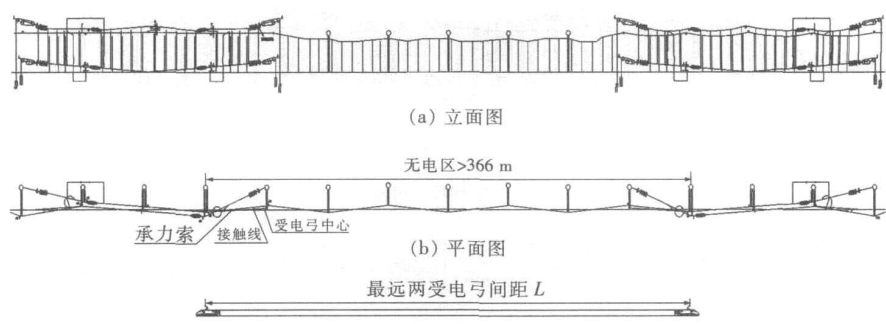 (a) 立面图
无电区>366 m
承力索
接触线
受电弓中心
(b) 平面图
最远两受电弓间距 L